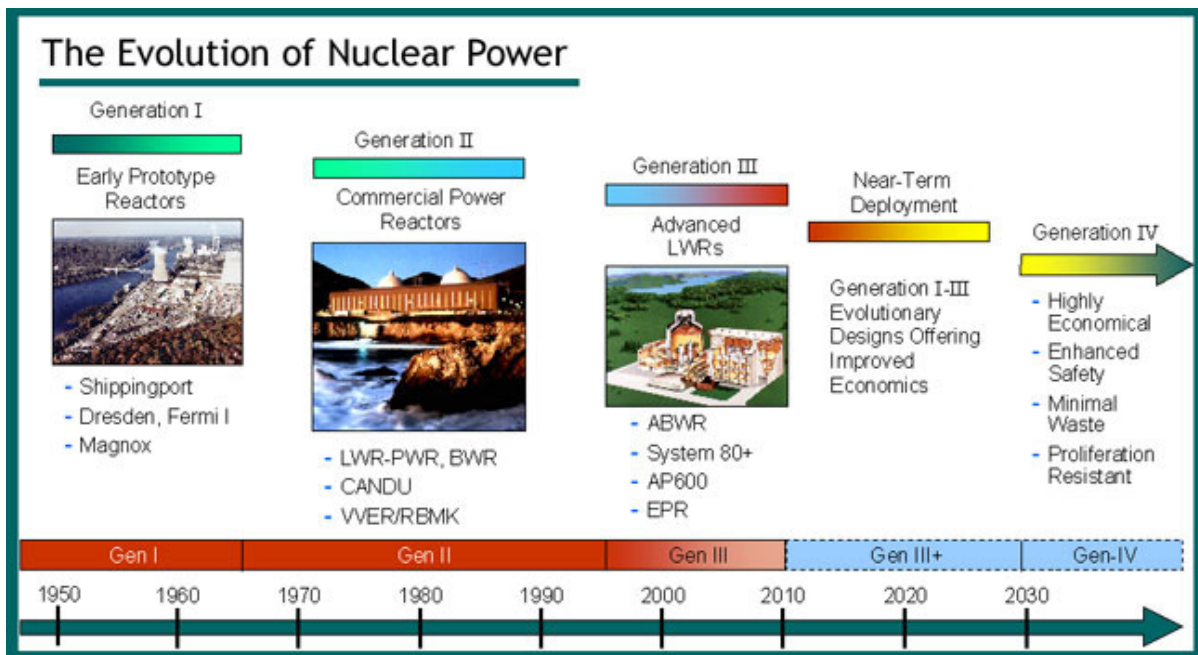 The Evolution of Nuclear Power
Generation I
Early Prototype
Reactors
- Shippingport
- Dresden, Fermi I
- Magnox
Generation II
Commercial Power
Reactors
- LWR-PWR, BWR
- CANDU
- VVER/RBMK
Generation III
Advanced
LWRs
- ABWR
- System 80+
- AP600
- EPR
Near-Term
Deployment
Generation I-III
Evolutionary
Designs Offering
Improved
Economics
Generation IV
- Highly
Economical
- Enhanced
Safety
- Minimal
Waste
- Proliferation
Resistant
Gen I
Gen II
Gen III
Gen III+
Gen-IV
1950
1960
1970
1980
1990
2000
2010
2020
2030